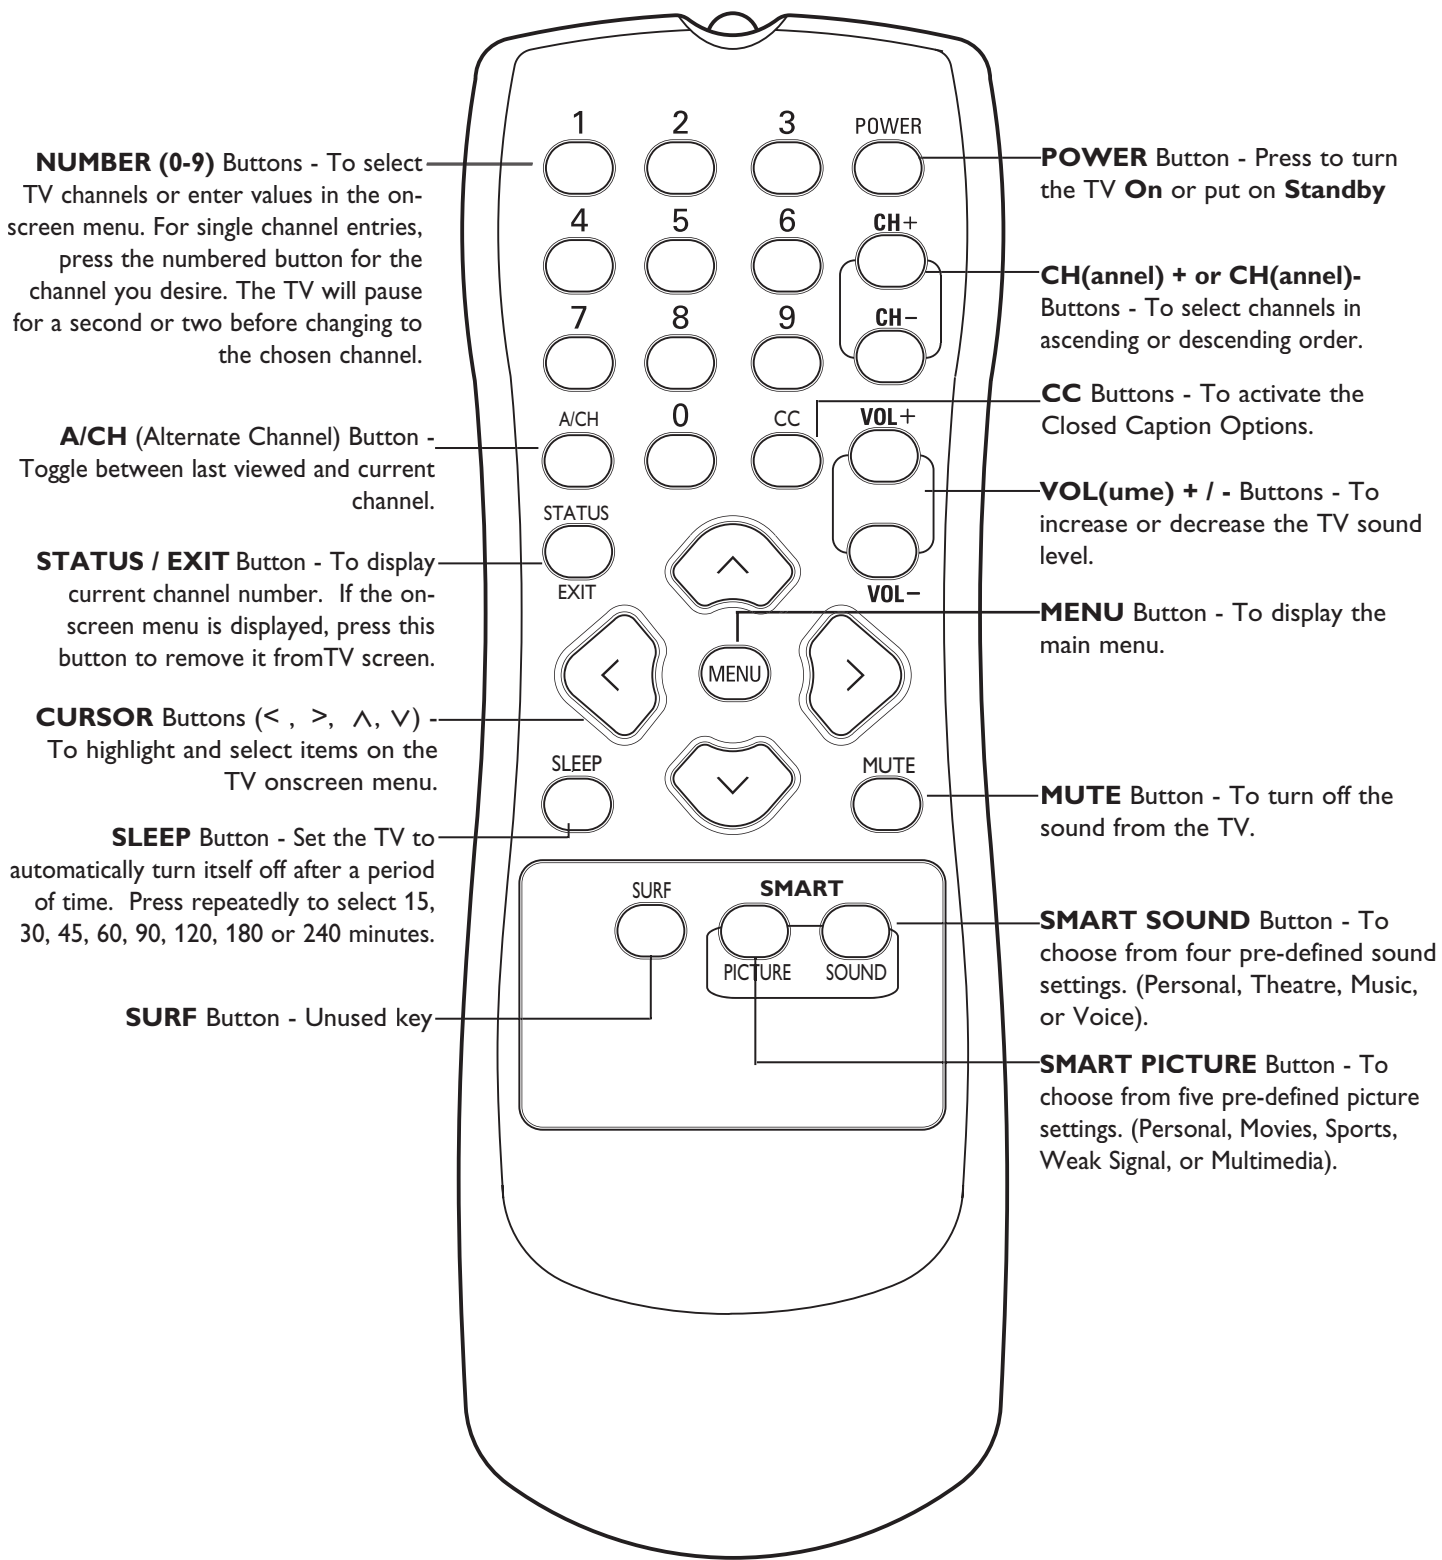 1
2
3
POWER
4
5
6
CH+
7
8
9
CH−
A/CH
0
CC
VOL+
STATUS
EXIT
VOL−
MENU
SLEEP
MUTE
SURF
SMART
PICTURE
SOUND
NUMBER (0-9) Buttons - To select
TV channels or enter values in the on-
screen menu. For single channel entries,
press the numbered button for the
channel you desire. The TV will pause
for a second or two before changing to
the chosen channel.
A/CH (Alternate Channel) Button -
Toggle between last viewed and current
channel.
STATUS / EXIT Button - To display
current channel number. If the on-
screen menu is displayed, press this
button to remove it fromTV screen.
CURSOR Buttons (< , >, ∧, ∨) -
To highlight and select items on the
TV onscreen menu.
SLEEP Button - Set the TV to
automatically turn itself off after a period
of time. Press repeatedly to select 15,
30, 45, 60, 90, 120, 180 or 240 minutes.
SURF Button - Unused key
POWER Button - Press to turn
the TV On or put on Standby
CH(annel) + or CH(annel)-
Buttons - To select channels in
ascending or descending order.
CC Buttons - To activate the
Closed Caption Options.
VOL(ume) + / - Buttons - To
increase or decrease the TV sound
level.
MENU Button - To display the
main menu.
MUTE Button - To turn off the
sound from the TV.
SMART SOUND Button - To
choose from four pre-defined sound
settings. (Personal, Theatre, Music,
or Voice).
SMART PICTURE Button - To
choose from five pre-defined picture
settings. (Personal, Movies, Sports,
Weak Signal, or Multimedia).